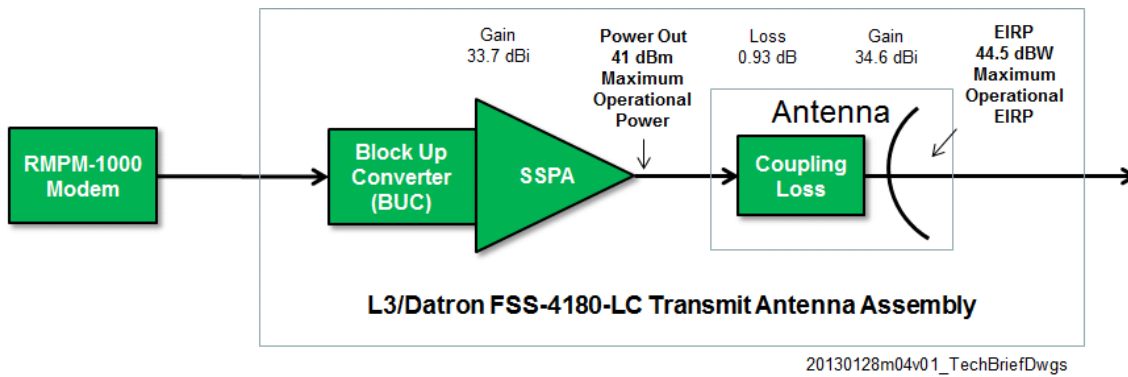 Gain
33.7 dBi
Power Out
41 dBm
Maximum
Operational
Power
Loss
0.93 dB
Gain
34.6 dBi
EIRP
44.5 dBW
Maximum
Operational
EIRP
Antenna
RMPM-1000
Modem
Block Up
Converter
(BUC)
SSPA
Coupling
Loss
L3/Datron FSS-4180-LC Transmit Antenna Assembly
20130128m04v01_TechBriefDwgs